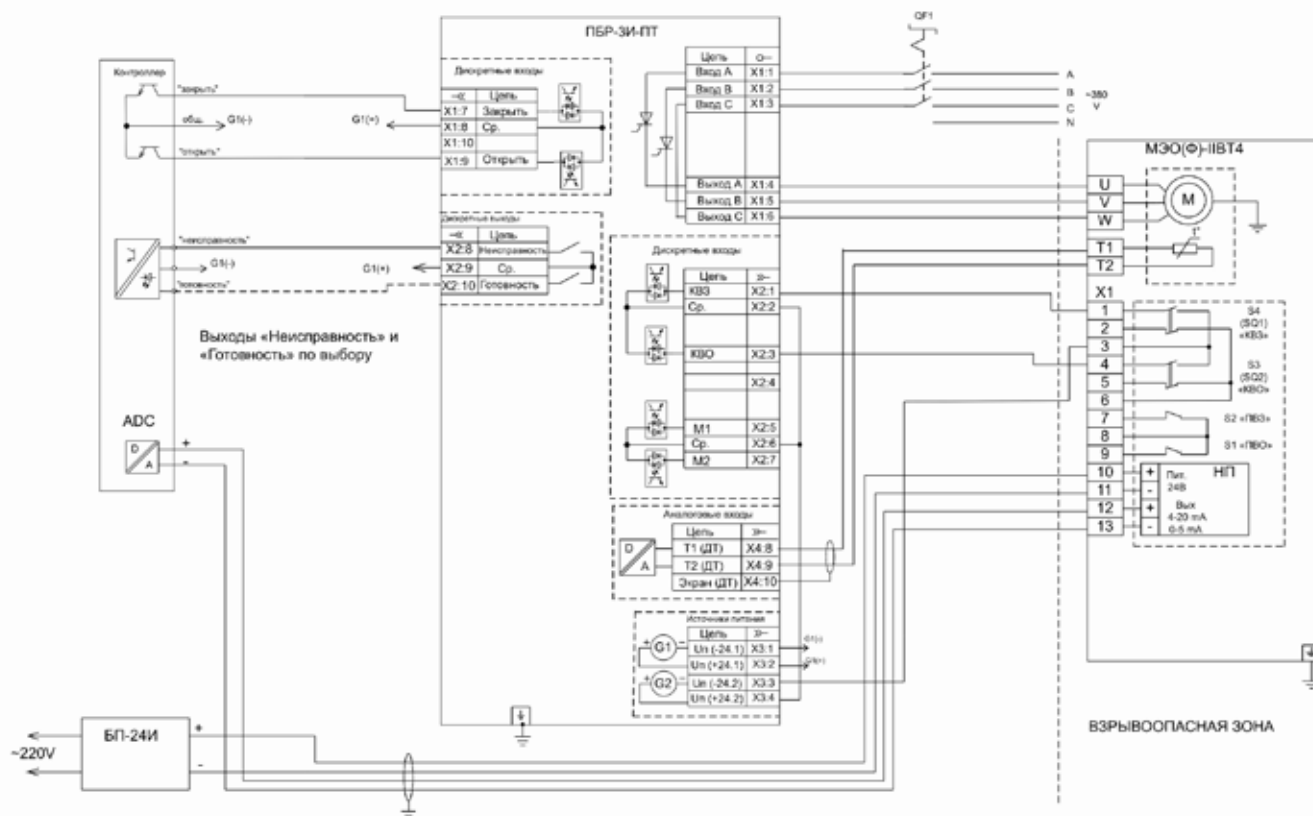 ПБР-3И-ПТ
QF1
Контроллер
"закрыть"
общ.
G1(-)
G1(+)
"открыть"
Дискретные входы
Цепь
X1:7 Закрыть
X1:8 Ср.
X1:10
X1:9 Открыть
Цепь
Вход A X1:1
Вход B X1:2
Вход C X1:3
Выход A X1:4
Выход B X1:5
Выход C X1:6
A
B
C
N
~380
V
МЭО(Ф)-IIBT4
U
V
W
M
T1
T2
t°
"неисправность"
G1(-)
G1(+)
"готовность"
Дискретные выходы
Цепь
X2:8 Неисправность
X2:9 Ср.
X2:10 Готовность
Выходы «Неисправность» и
«Готовность» по выбору
Дискретные входы
Цепь
КВЗ X2:1
Ср. X2:2
КВО X2:3
X2:4
М1 X2:5
Ср. X2:6
М2 X2:7
X1
1
2
3
4
5
6
7
8
9
10
11
12
13
S4
(SQ1)
«КВЗ»
S3
(SQ2)
«КВО»
S2 «ПВЗ»
S1 «ПВО»
+
-
+
-
Пит.
24В
НП
Вых
4-20 mA
0-5 mA
ADC
D
A
+
-
Аналоговые входы
Цепь
D
A
T1 (ДТ) X4:8
T2 (ДТ) X4:9
Экран (ДТ) X4:10
Источники питания
Цепь
+ G1 - Uп (-24.1) X3:1 G1(-)
Uп (+24.1) X3:2 G1(+)
+ G2 - Uп (-24.2) X3:3
Uп (+24.2) X3:4
~220V
БП-24И
+
-
ВЗРЫВООПАСНАЯ ЗОНА